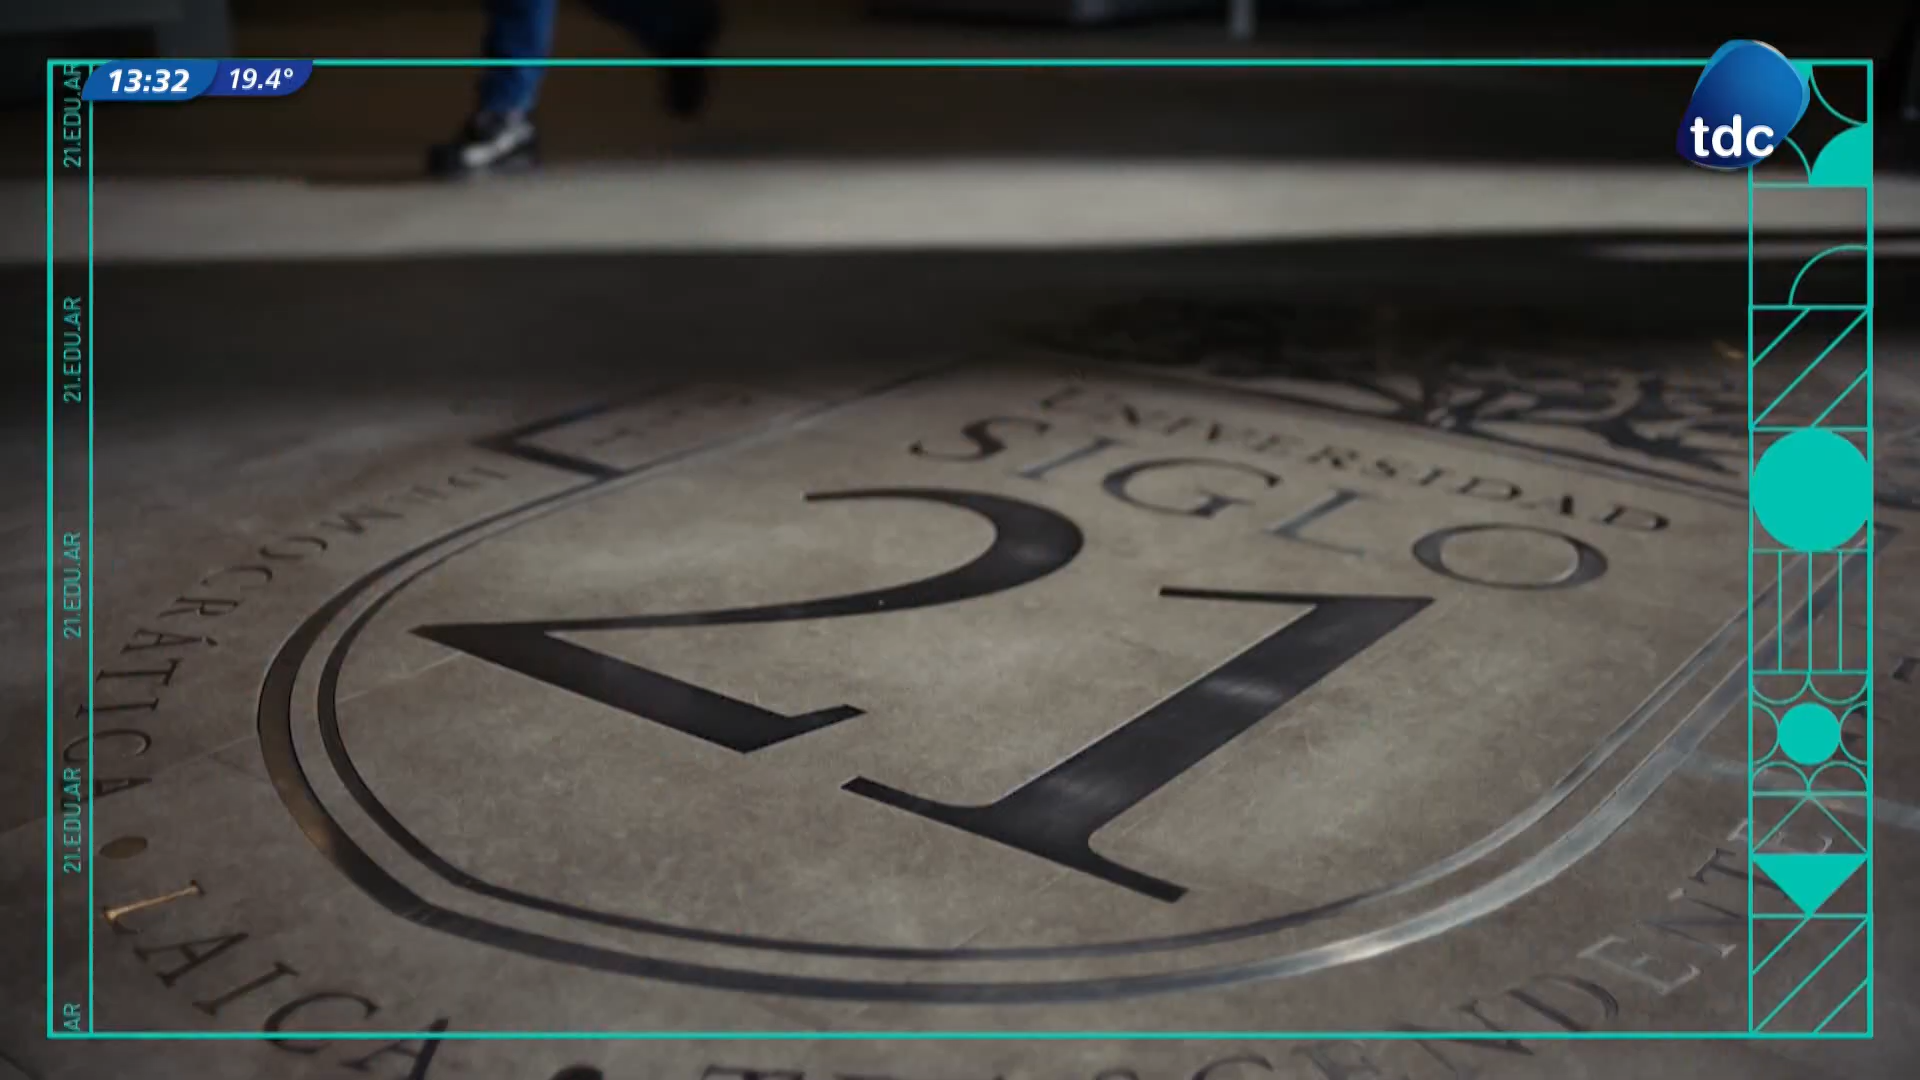 13:32 19.4°
tdc
21.EDU.AR
21.EDU.AR
21.EDU.AR
21.EDU.AR
AR
UNIVERSIDAD
SIGLO
21
LAICA •